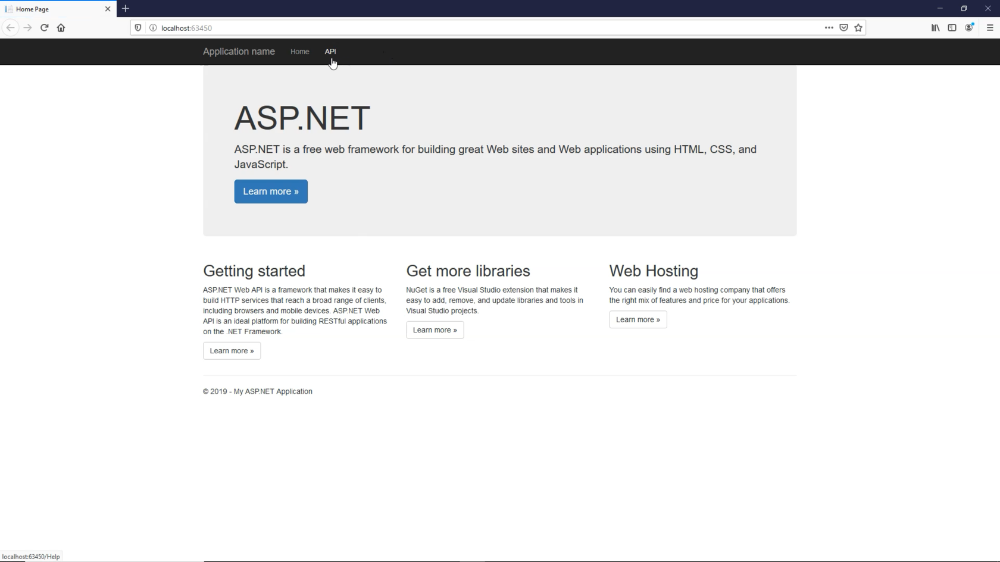 Home Page
localhost:63450
Application name Home API
ASP.NET
ASP.NET is a free web framework for building great Web sites and Web applications using HTML, CSS, and
JavaScript.
Learn more »
Getting started
ASP.NET Web API is a framework that makes it easy to
build HTTP services that reach a broad range of clients,
including browsers and mobile devices. ASP.NET Web
API is an ideal platform for building RESTful applications
on the .NET Framework.
Learn more »
Get more libraries
NuGet is a free Visual Studio extension that makes it
easy to add, remove, and update libraries and tools in
Visual Studio projects.
Learn more »
Web Hosting
You can easily find a web hosting company that offers
the right mix of features and price for your applications.
Learn more »
© 2019 - My ASP.NET Application
localhost:63450/Help